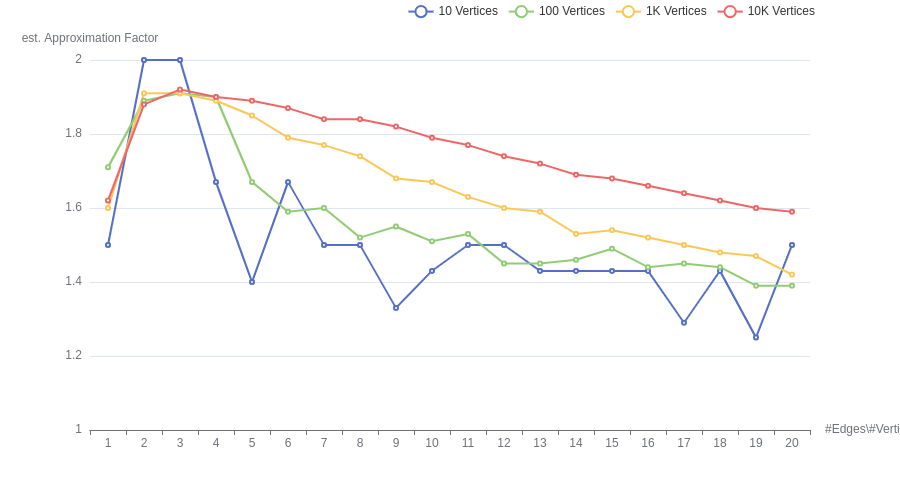 10 Vertices 100 Vertices 1K Vertices 10K Vertices
est. Approximation Factor
2
1.8
1.6
1.4
1.2
1
#Edges\#Verti
1 2 3 4 5 6 7 8 9 10 11 12 13 14 15 16 17 18 19 20